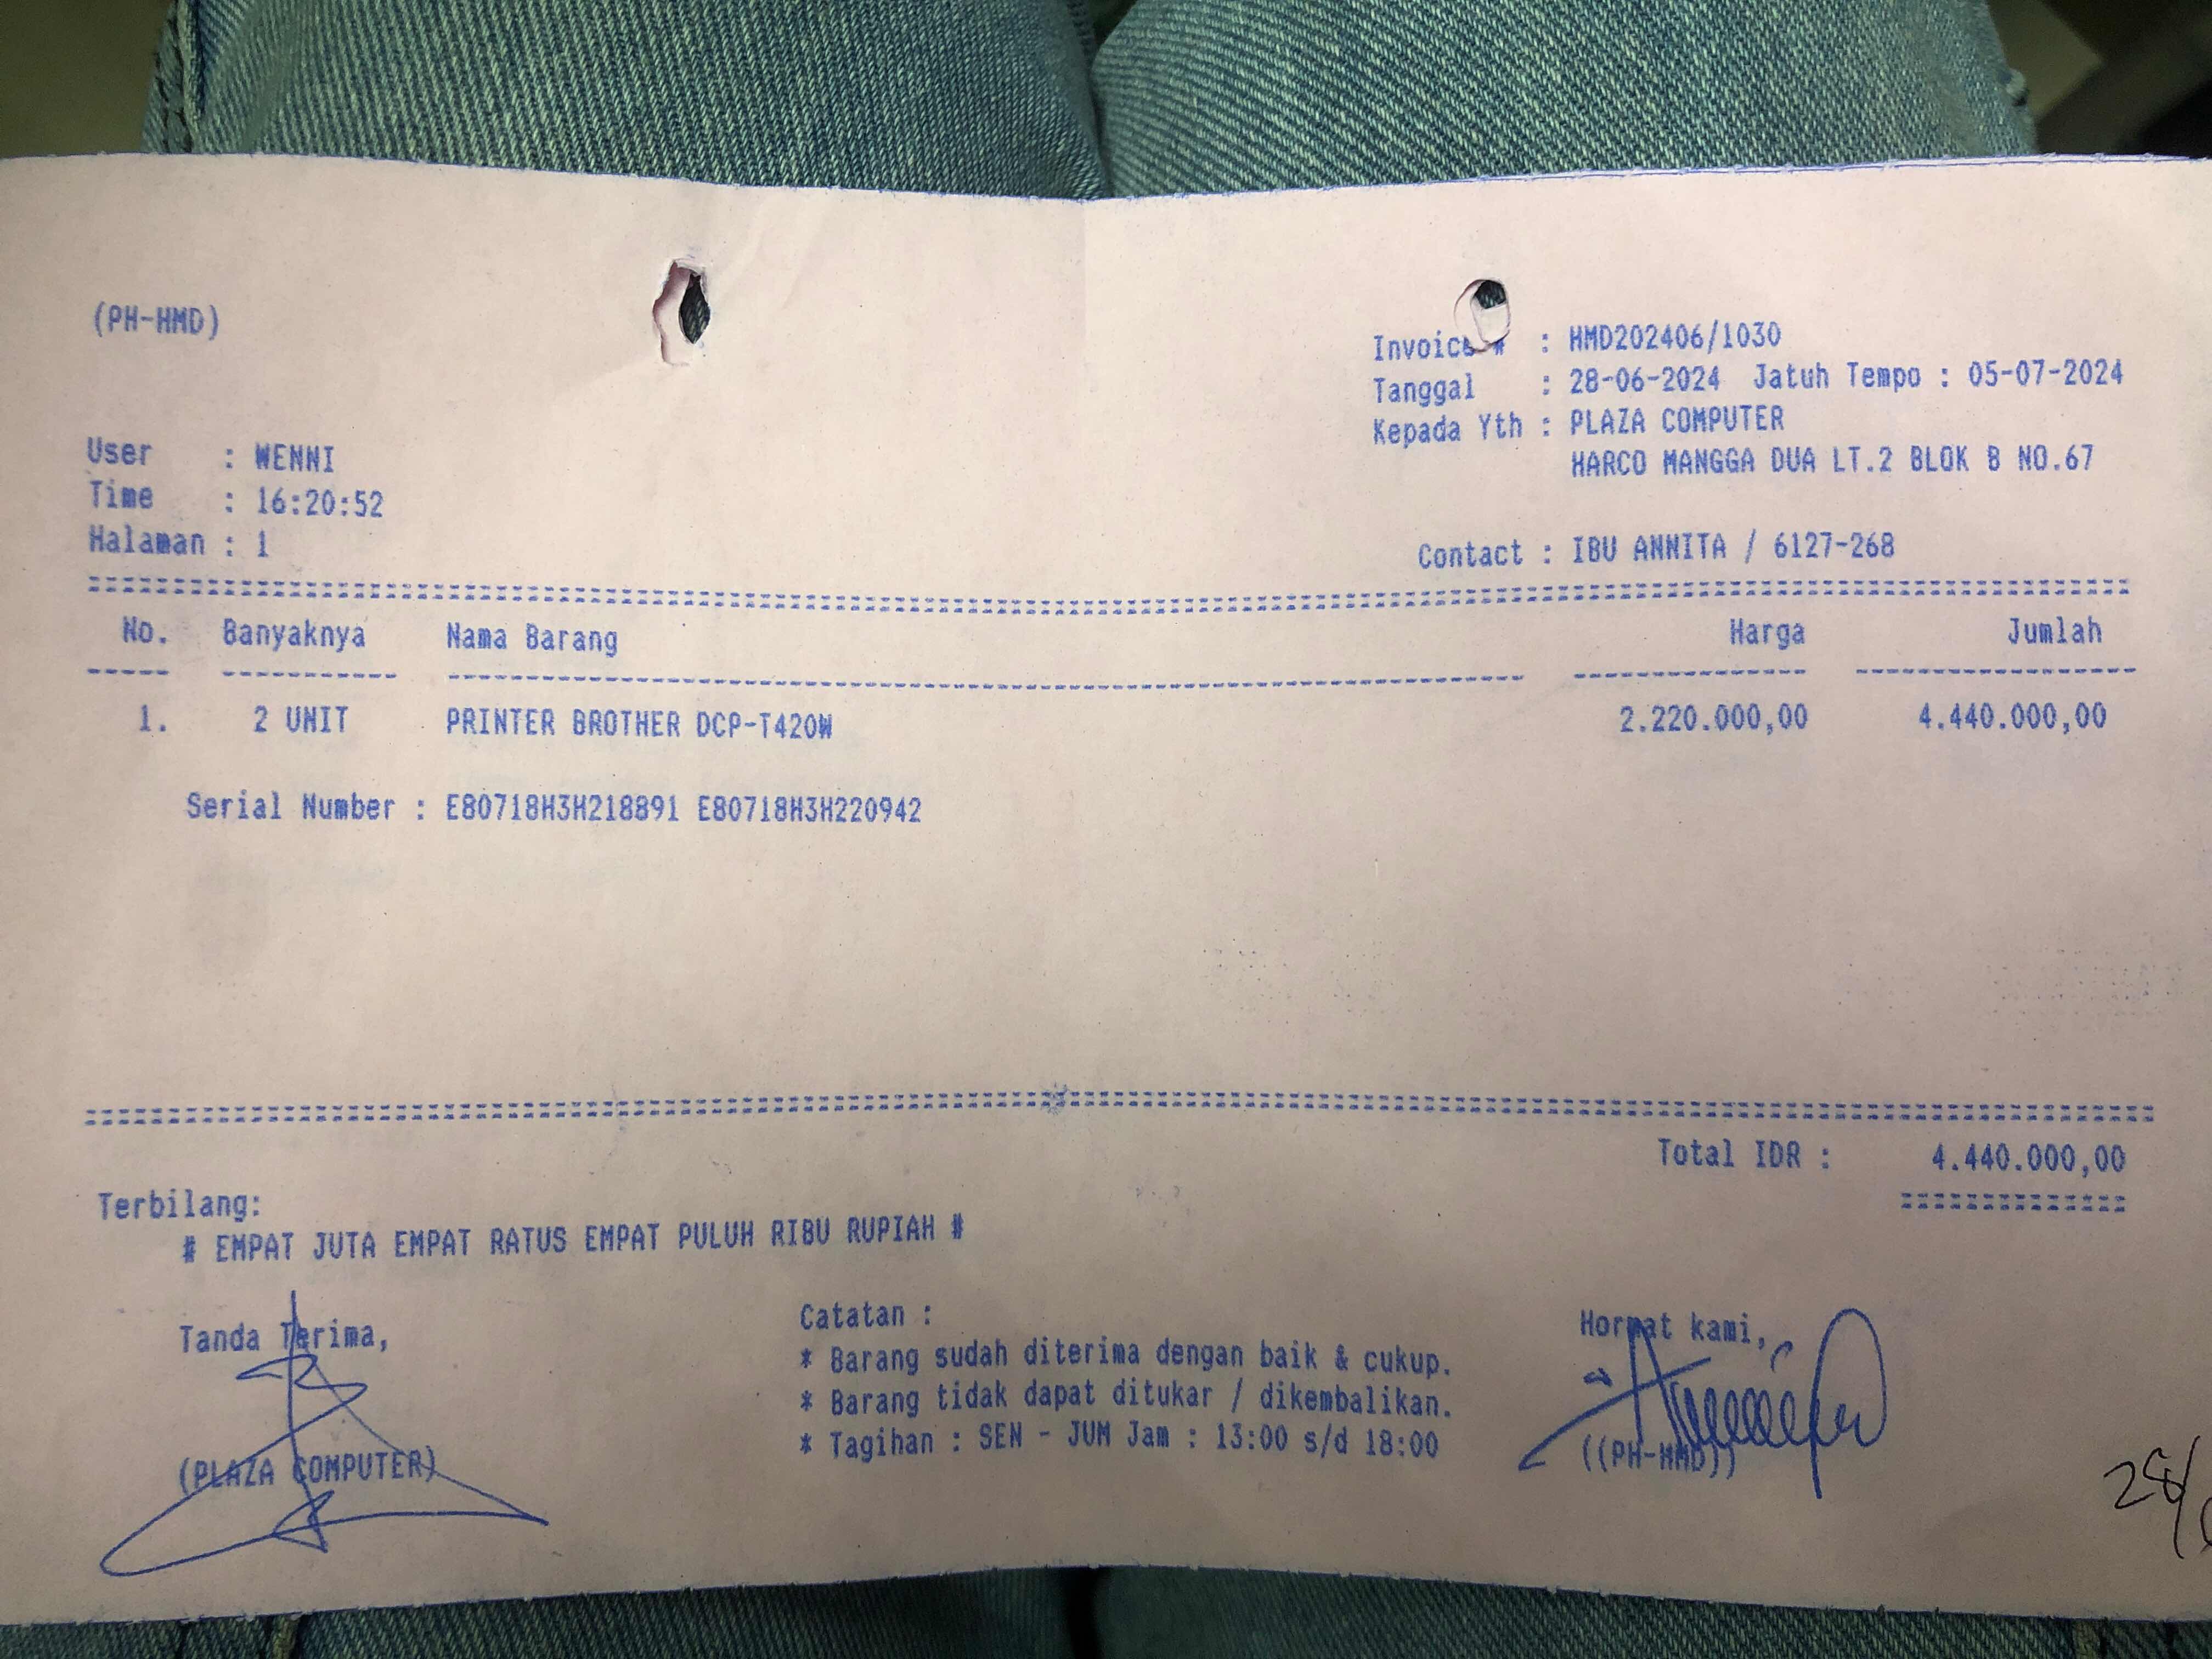 (PH-HMD)
Invoice # : HMD202406/1030
Tanggal : 28-06-2024 Jatuh Tempo : 05-07-2024
Kepada Yth : PLAZA COMPUTER
HARCO MANGGA DUA LT.2 BLOK B NO.67
User : WENNI
Time : 16:20:52
Halaman : 1
Contact : IBU ANNITA / 6127-268
No. Banyaknya Nama Barang Harga Jumlah
1. 2 UNIT PRINTER BROTHER DCP-T420W 2.220.000,00 4.440.000,00
Serial Number : E80718H3H218891 E80718H3H220942
Total IDR : 4.440.000,00
Terbilang:
# EMPAT JUTA EMPAT RATUS EMPAT PULUH RIBU RUPIAH #
Tanda Terima,
(PLAZA COMPUTER)
Catatan :
* Barang sudah diterima dengan baik & cukup.
* Barang tidak dapat ditukar / dikembalikan.
* Tagihan : SEN - JUM Jam : 13:00 s/d 18:00
Hormat kami,
((PH-HMD))
28/